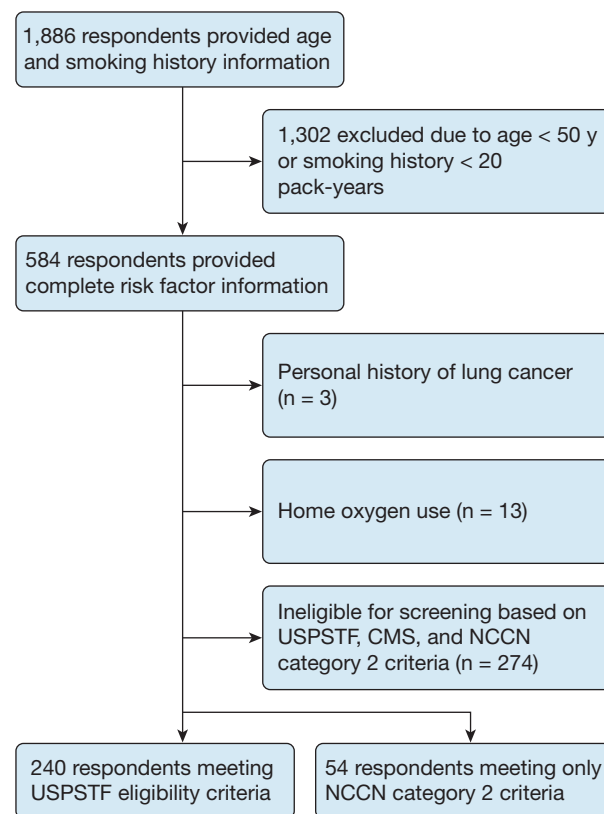 1,886 respondents provided age
and smoking history information
1,302 excluded due to age < 50 y
or smoking history < 20
pack-years
584 respondents provided
complete risk factor information
Personal history of lung cancer
(n = 3)
Home oxygen use (n = 13)
Ineligible for screening based on
USPSTF, CMS, and NCCN
category 2 criteria (n = 274)
240 respondents meeting
USPSTF eligibility criteria
54 respondents meeting only
NCCN category 2 criteria